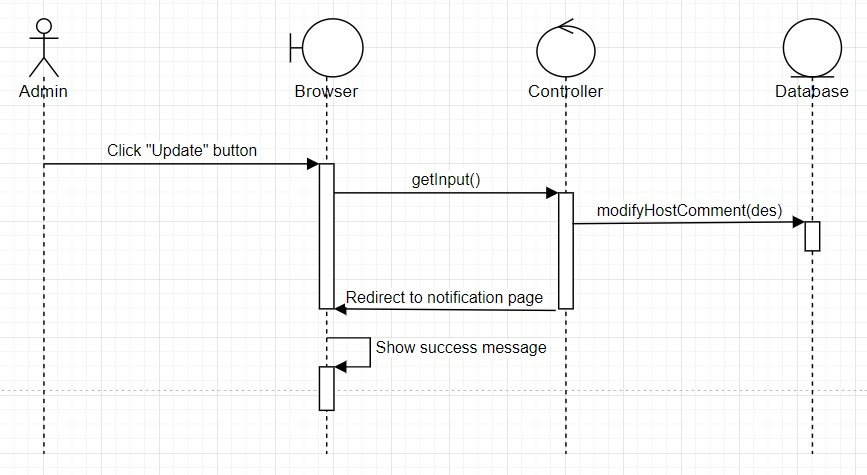 Admin
Browser
Controller
Database
Click "Update" button
getInput()
modifyHostComment(des)
Redirect to notification page
Show success message